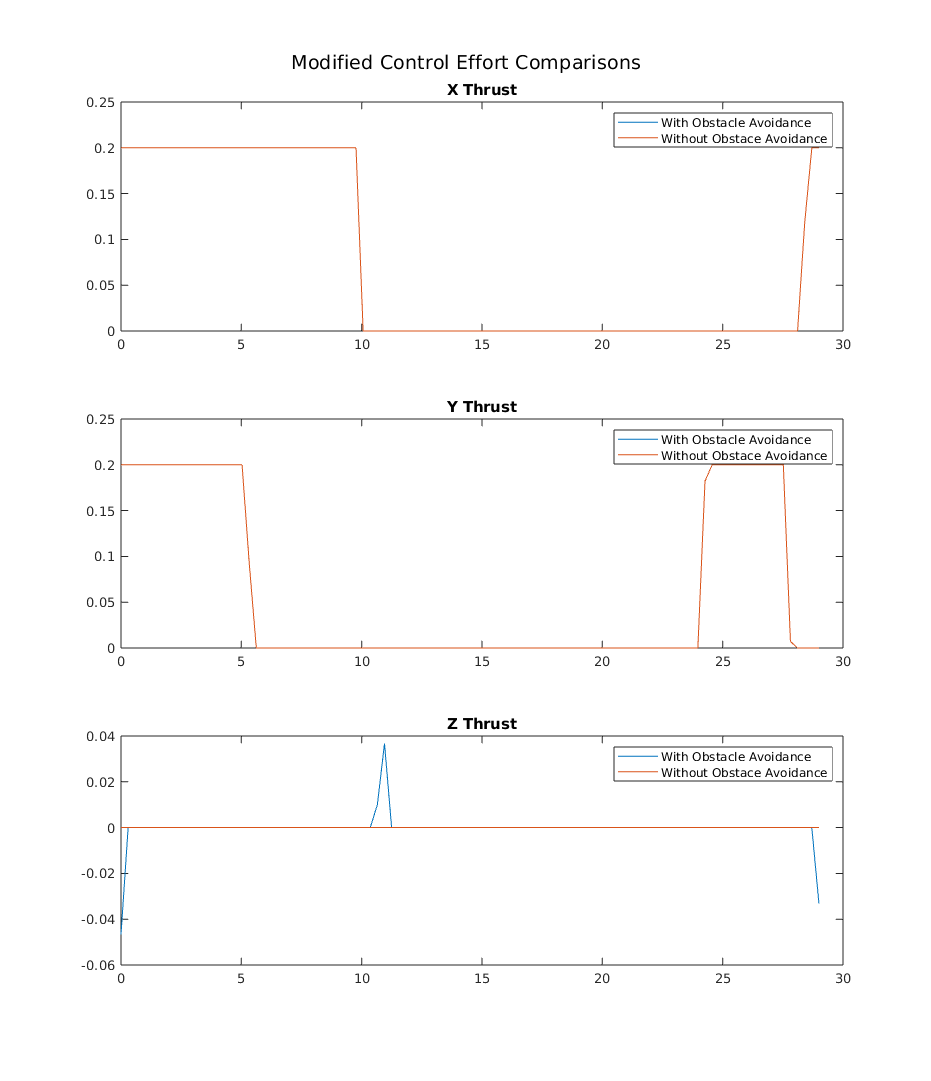 Modified Control Effort Comparisons
X Thrust
0.25
0.2
0.15
0.1
0.05
0
0 5 10 15 20 25 30
With Obstacle Avoidance
Without Obstace Avoidance
Y Thrust
0.25
0.2
0.15
0.1
0.05
0
0 5 10 15 20 25 30
With Obstacle Avoidance
Without Obstace Avoidance
Z Thrust
0.04
0.02
0
-0.02
-0.04
-0.06
0 5 10 15 20 25 30
With Obstacle Avoidance
Without Obstace Avoidance